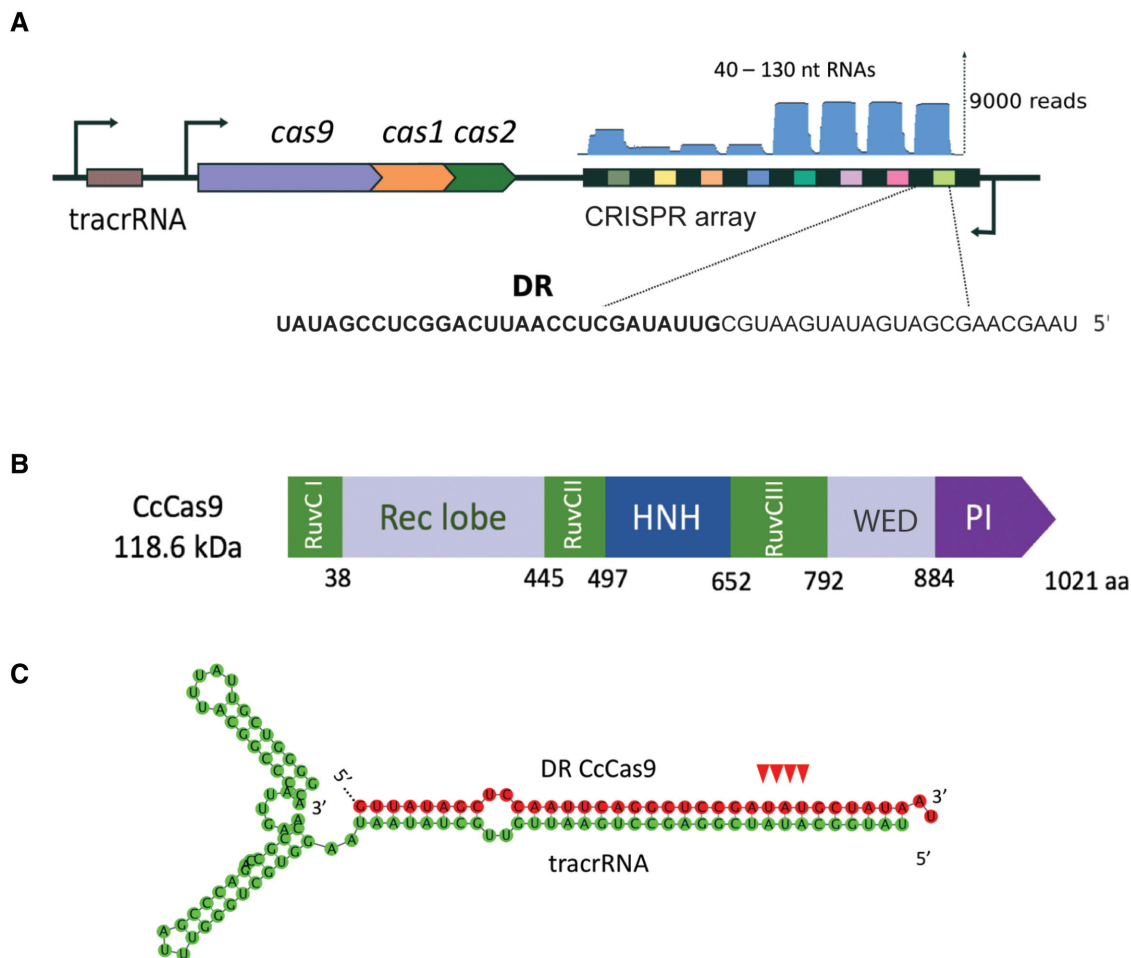 A
40 – 130 nt RNAs
9000 reads
cas9 cas1 cas2
tracrRNA
CRISPR array
DR
UAUAGCCUCGGACUUAACCUCGAUAUUGCGUAAGUAUAGUAGCGAACGAAU 5'
B
CcCas9
118.6 kDa
RuvC I
Rec lobe
RuvCII
HNH
RuvCIII
WED
PI
38 445 497 652 792 884 1021 aa
C
DR CcCas9
5’
3’
3’
tracrRNA
5’